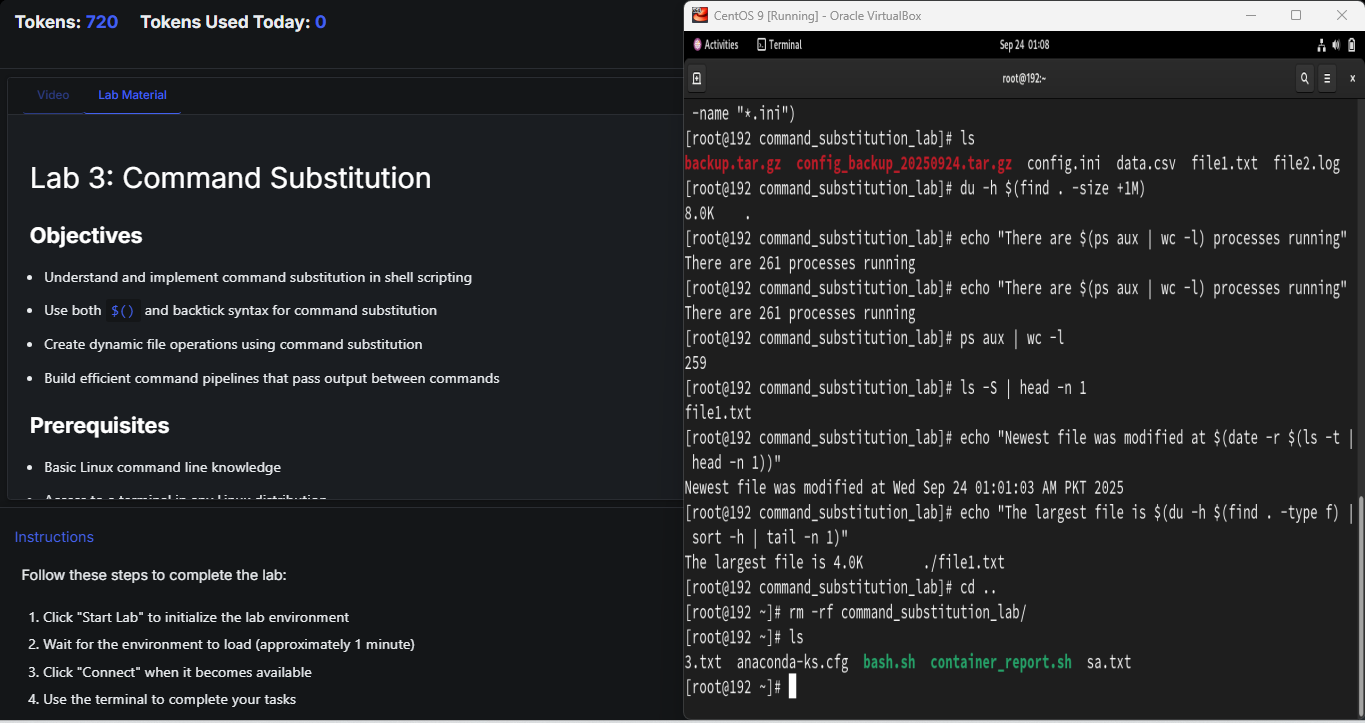 Tokens: 720 Tokens Used Today: 0
Video Lab Material
Lab 3: Command Substitution
Objectives
• Understand and implement command substitution in shell scripting
• Use both $() and backtick syntax for command substitution
• Create dynamic file operations using command substitution
• Build efficient command pipelines that pass output between commands
Prerequisites
• Basic Linux command line knowledge
• Access to a terminal in any Linux distribution
Instructions
Follow these steps to complete the lab:
1. Click "Start Lab" to initialize the lab environment
2. Wait for the environment to load (approximately 1 minute)
3. Click "Connect" when it becomes available
4. Use the terminal to complete your tasks
CentOS 9 [Running] - Oracle VirtualBox
Activities Terminal Sep 24 01:08
root@192:~
-name "*.ini")
[root@192 command_substitution_lab]# ls
backup.tar.gz config_backup_20250924.tar.gz config.ini data.csv file1.txt file2.log
[root@192 command_substitution_lab]# du -h $(find . -size +1M)
8.0K .
[root@192 command_substitution_lab]# echo "There are $(ps aux | wc -l) processes running"
There are 261 processes running
[root@192 command_substitution_lab]# echo "There are $(ps aux | wc -l) processes running"
There are 261 processes running
[root@192 command_substitution_lab]# ps aux | wc -l
259
[root@192 command_substitution_lab]# ls -S | head -n 1
file1.txt
[root@192 command_substitution_lab]# echo "Newest file was modified at $(date -r $(ls -t |
head -n 1))"
Newest file was modified at Wed Sep 24 01:01:03 AM PKT 2025
[root@192 command_substitution_lab]# echo "The largest file is $(du -h $(find . -type f) |
sort -h | tail -n 1)"
The largest file is 4.0K ./file1.txt
[root@192 command_substitution_lab]# cd ..
[root@192 ~]# rm -rf command_substitution_lab/
[root@192 ~]# ls
3.txt anaconda-ks.cfg bash.sh container_report.sh sa.txt
[root@192 ~]#